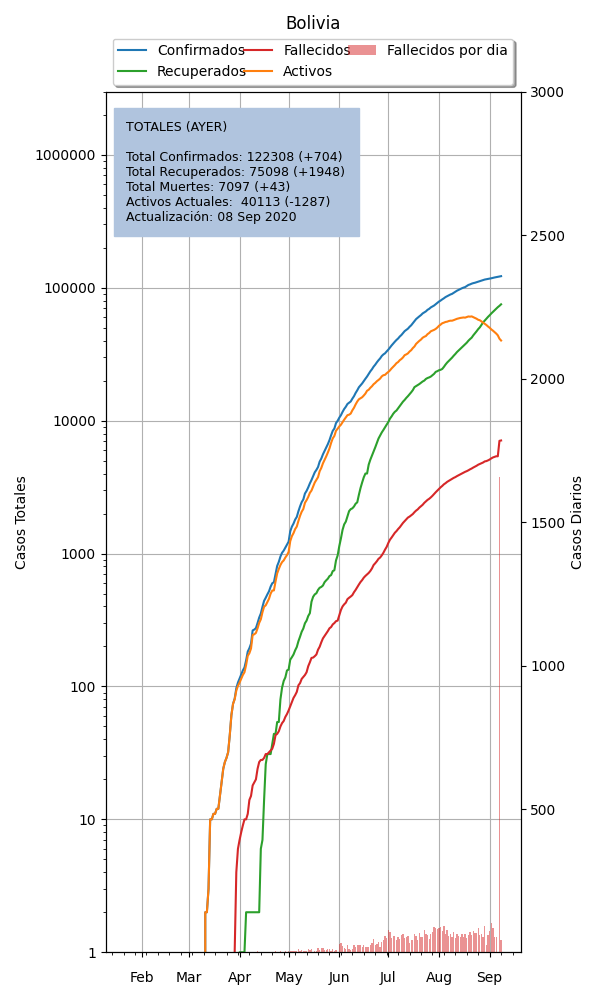 Bolivia
Confirmados
Recuperados
Fallecidos
Activos
Fallecidos por dia
TOTALES (AYER)
Total Confirmados: 122308 (+704)
Total Recuperados: 75098 (+1948)
Total Muertes: 7097 (+43)
Activos Actuales:  40113 (-1287)
Actualización: 08 Sep 2020
Casos Totales
1000000
100000
10000
1000
100
10
1
3000
2500
2000
1500
1000
500
Casos Diarios
Feb Mar Apr May Jun Jul Aug Sep